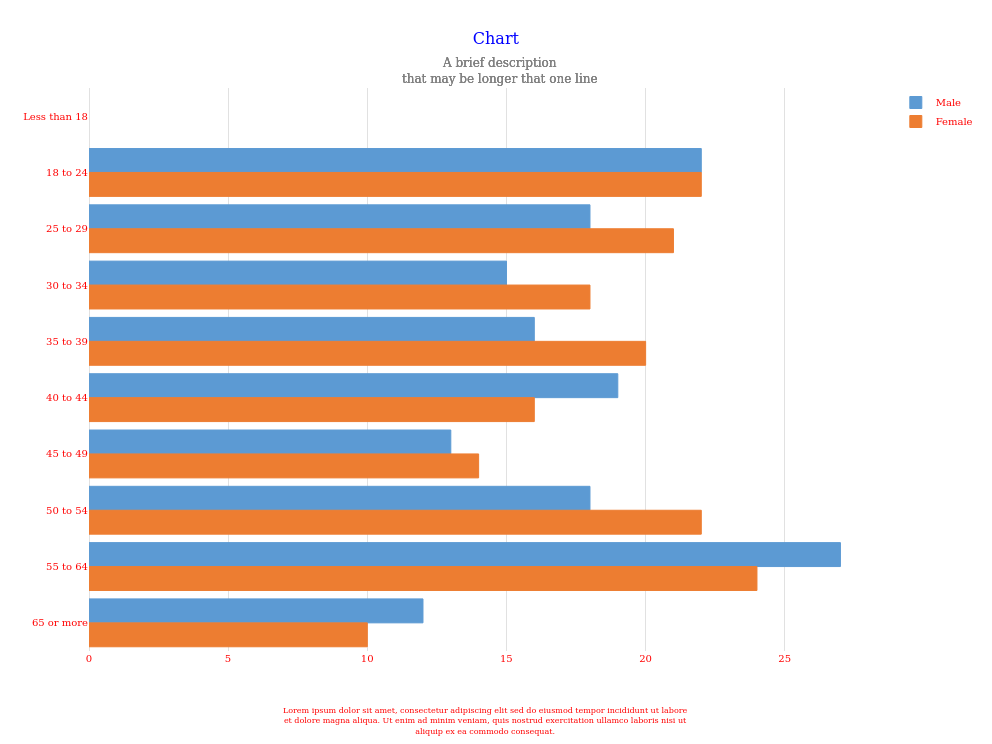 Chart
A brief description
that may be longer that one line
Male
Female
Less than 18
18 to 24
25 to 29
30 to 34
35 to 39
40 to 44
45 to 49
50 to 54
55 to 64
65 or more
0 5 10 15 20 25
Lorem ipsum dolor sit amet, consectetur adipiscing elit sed do eiusmod tempor incididunt ut labore
et dolore magna aliqua. Ut enim ad minim veniam, quis nostrud exercitation ullamco laboris nisi ut
aliquip ex ea commodo consequat.